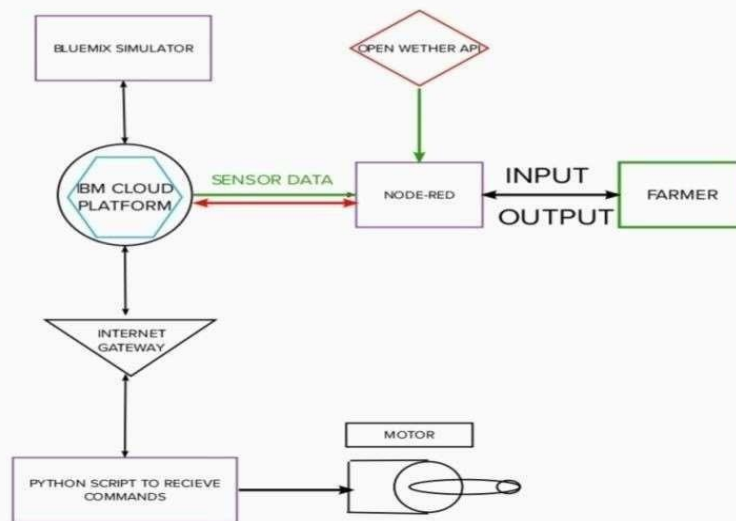 BLUEMIX SIMULATOR
OPEN WETHER API
IBM CLOUD
PLATFORM
SENSOR DATA
NODE-RED
INPUT
OUTPUT
FARMER
INTERNET
GATEWAY
MOTOR
PYTHON SCRIPT TO RECIEVE
COMMANDS